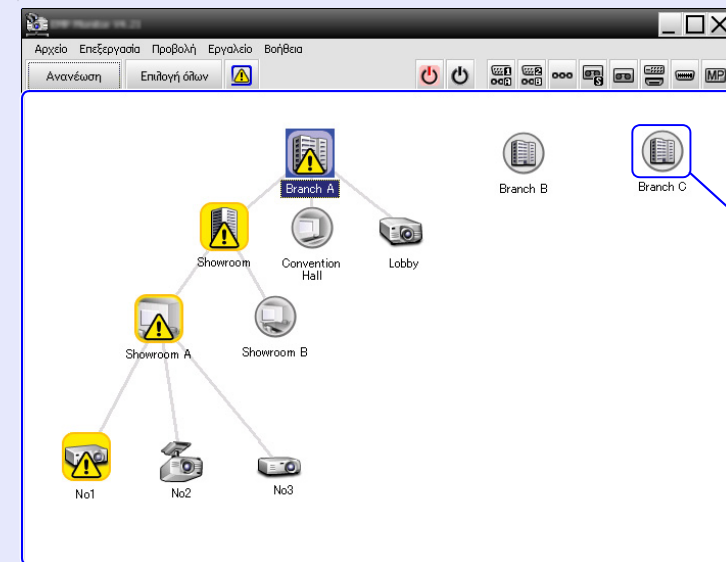 Αρχείο Επεξεργασία Προβολή Εργαλείο Βοήθεια
Ανανέωση Επιλογή όλων
MP
Branch A
Branch B
Branch C
Showroom
Convention
Hall
Lobby
Showroom A
Showroom B
No1
No2
No3